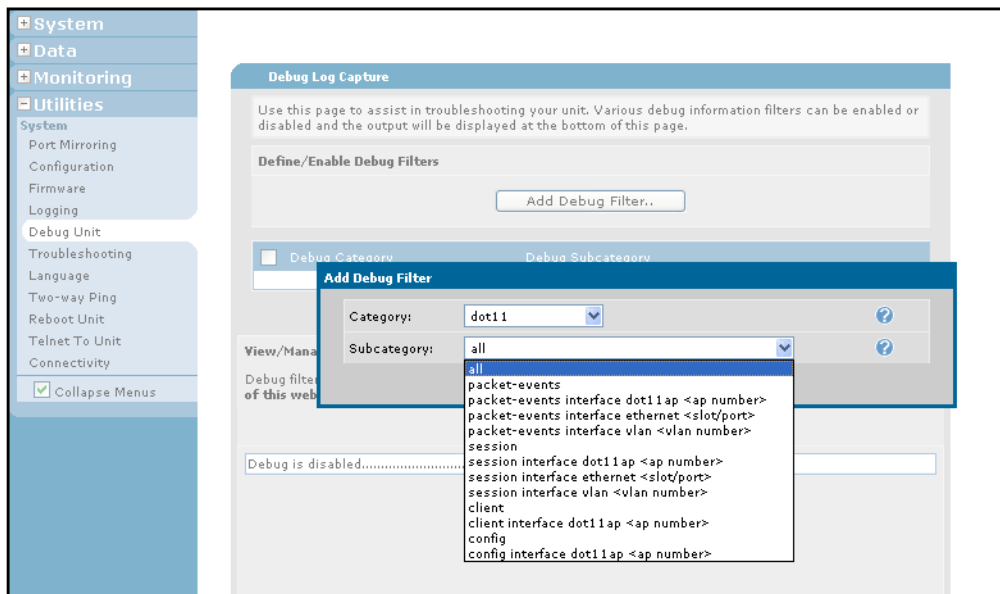 System
Data
Monitoring
Utilities
System
Port Mirroring
Configuration
Firmware
Logging
Debug Unit
Troubleshooting
Language
Two-way Ping
Reboot Unit
Telnet To Unit
Connectivity
Collapse Menus
Debug Log Capture
Use this page to assist in troubleshooting your unit. Various debug information filters can be enabled or
disabled and the output will be displayed at the bottom of this page.
Define/Enable Debug Filters
Add Debug Filter..
Debug Category Debug Subcategory
Add Debug Filter
Category: dot11
Subcategory: all
all
packet-events
packet-events interface dot11ap <ap number>
packet-events interface ethernet <slot/port>
packet-events interface vlan <vlan number>
session
session interface dot11ap <ap number>
session interface ethernet <slot/port>
session interface vlan <vlan number>
client
client interface dot11ap <ap number>
config
config interface dot11ap <ap number>
View/Mana
Debug filter
of this web
Debug is disabled...........................